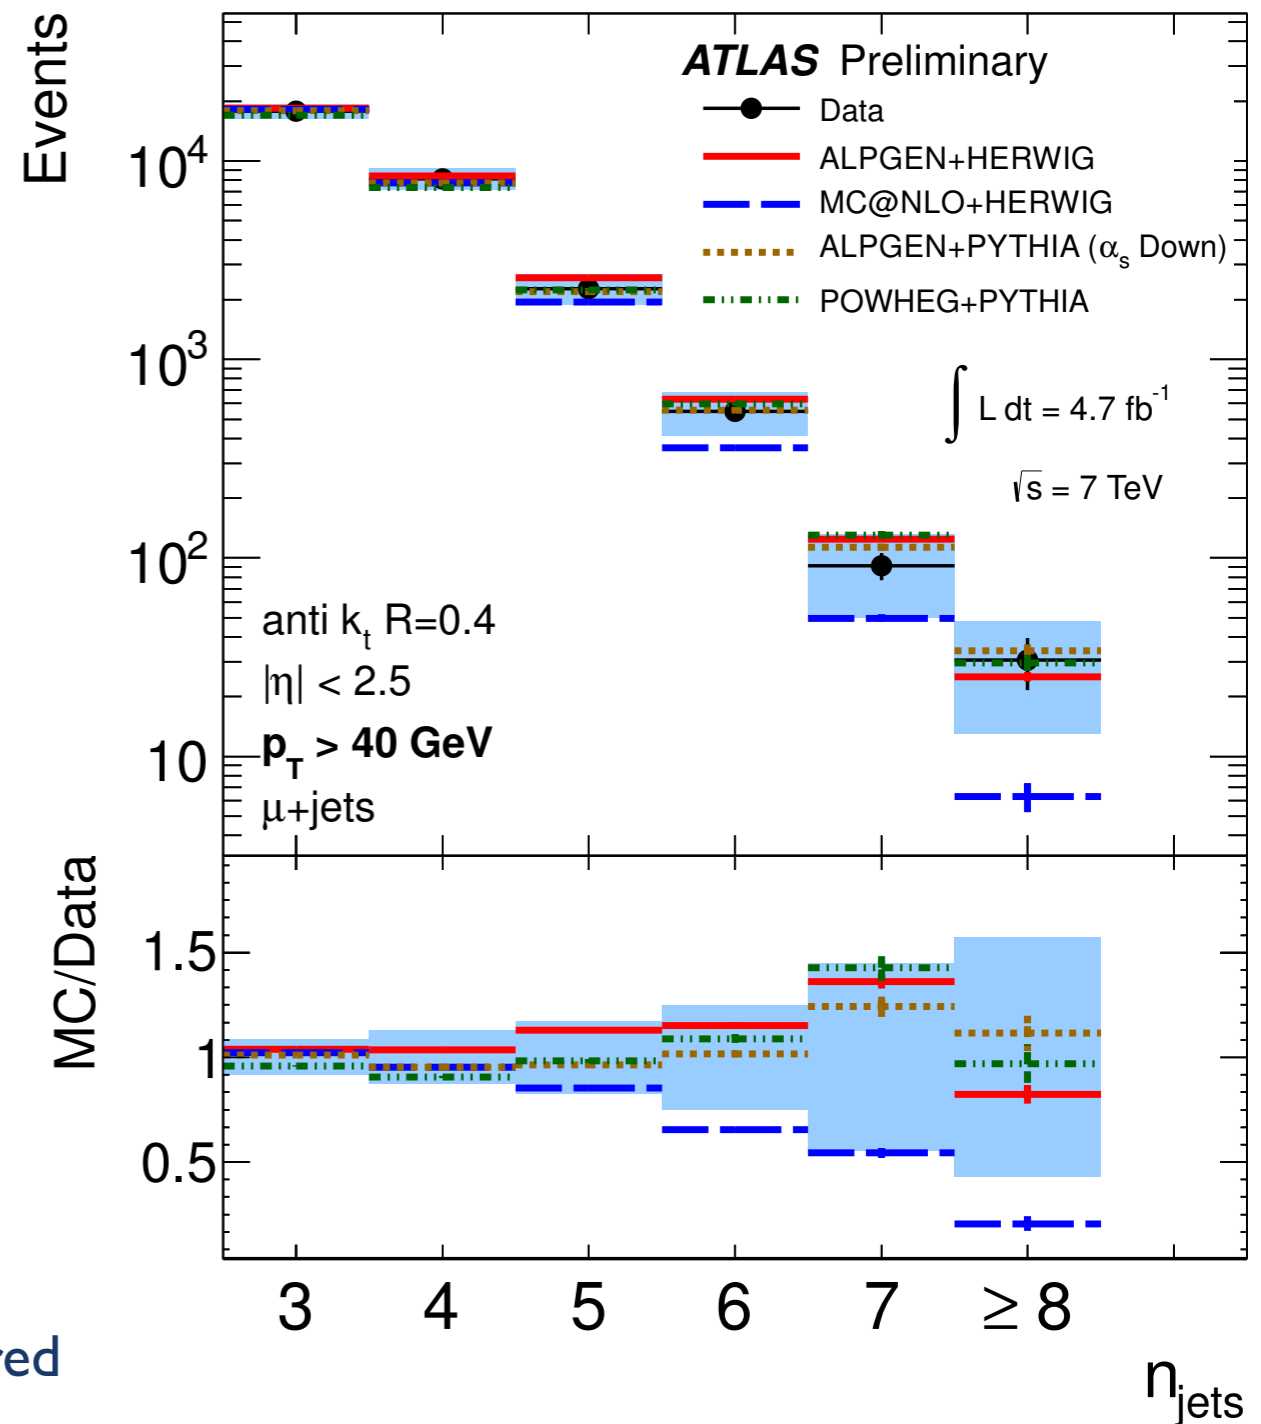 Events
10⁴
10³
10²
10
ATLAS Preliminary
Data
ALPGEN+HERWIG
MC@NLO+HERWIG
ALPGEN+PYTHIA (αs Down)
POWHEG+PYTHIA
∫ L dt = 4.7 fb⁻¹
√s = 7 TeV
anti kt R=0.4
|η| < 2.5
pT > 40 GeV
μ+jets
MC/Data
1.5
1
0.5
3 4 5 6 7 ≥ 8
red
njets